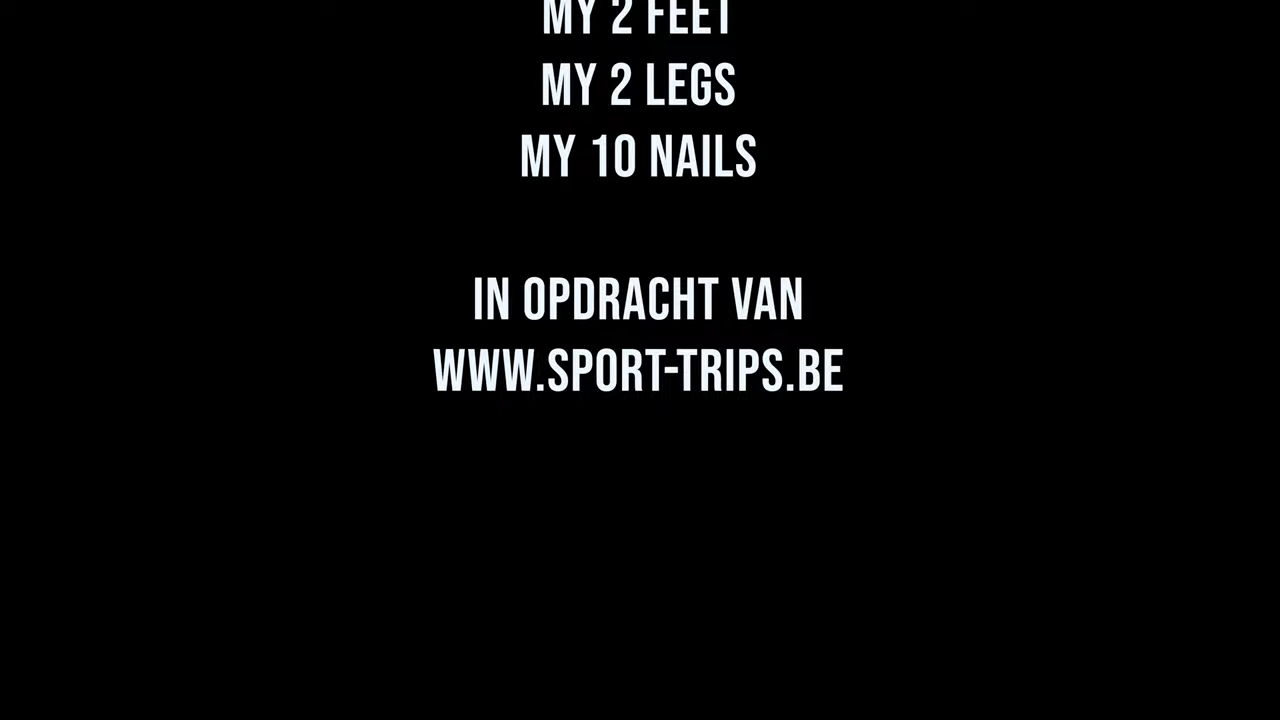 MY 2 FEET
MY 2 LEGS
MY 10 NAILS
IN OPDRACHT VAN
WWW.SPORT-TRIPS.BE